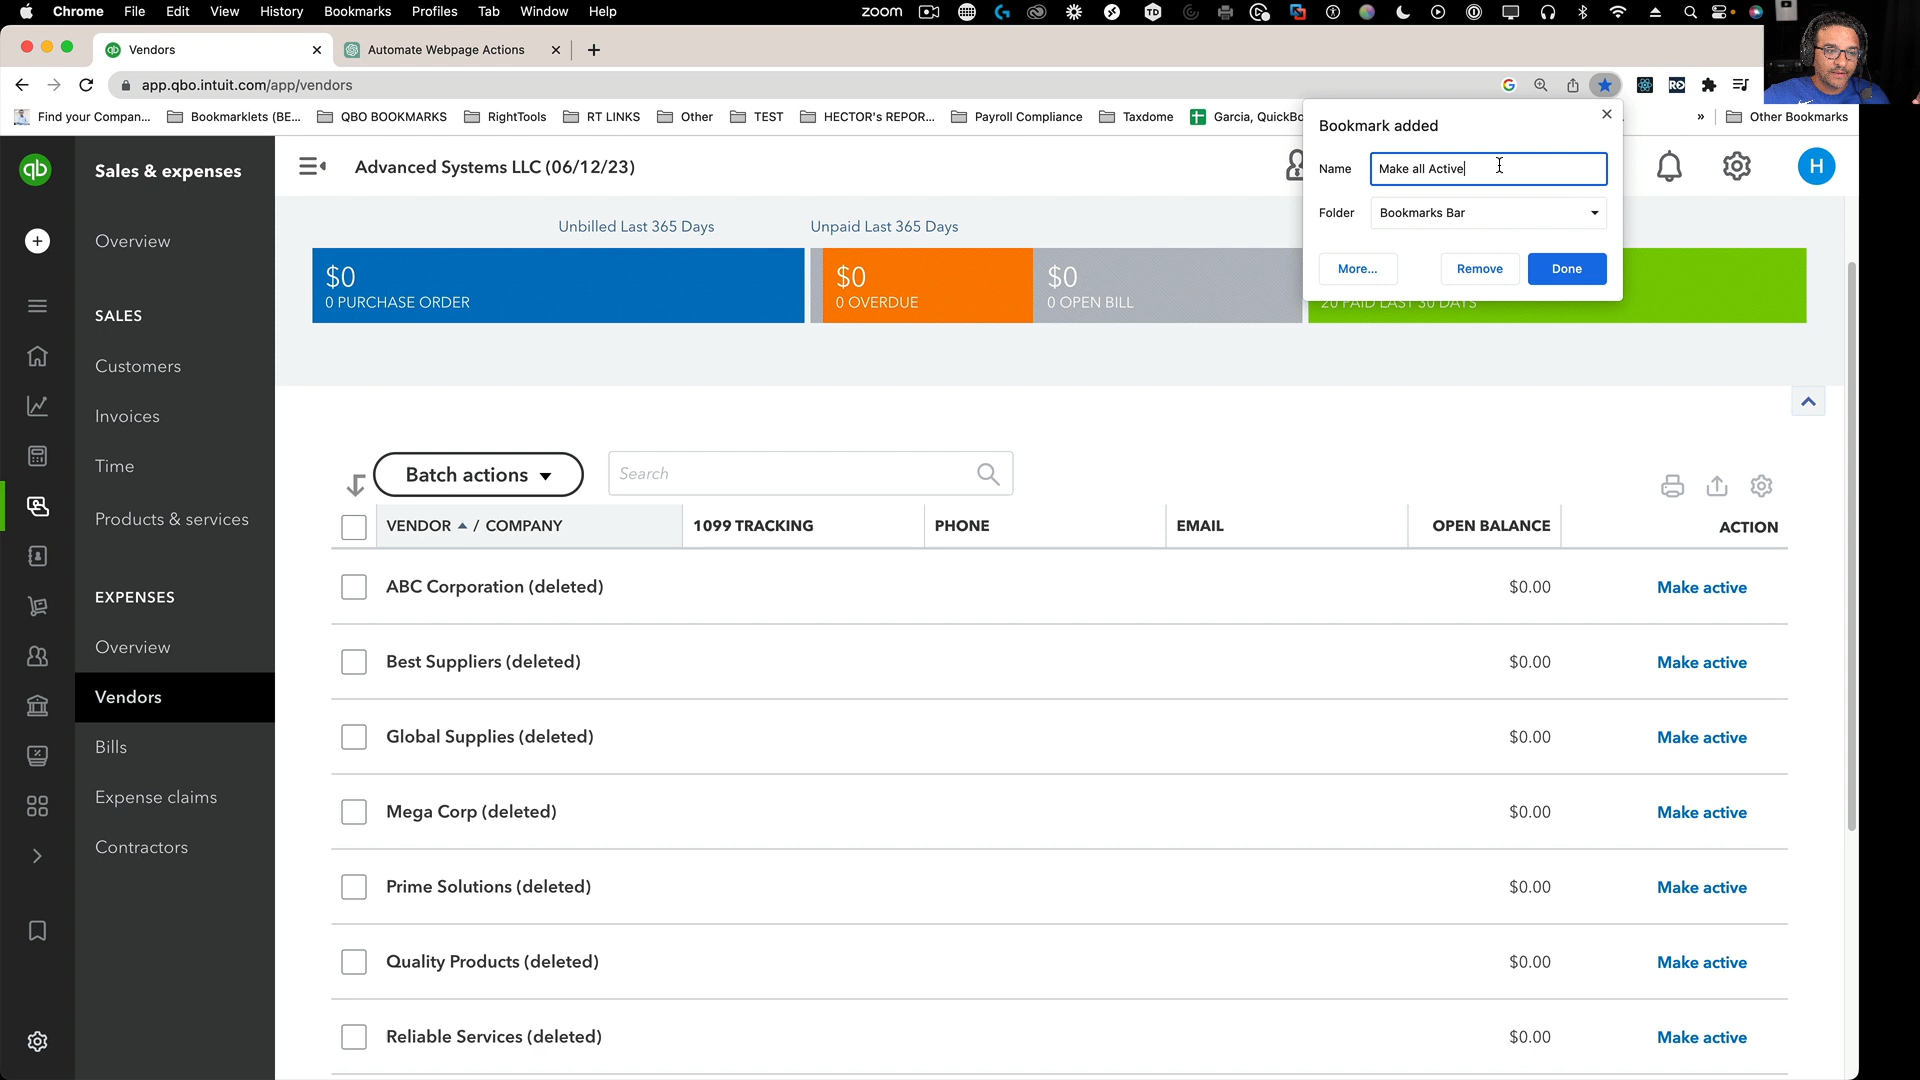 Chrome File Edit View History Bookmarks Profiles Tab Window Help
zoom
TD
Vendors
Automate Webpage Actions
app.qbo.intuit.com/app/vendors
Find your Compan...
Bookmarklets (BE...
QBO BOOKMARKS
RightTools
RT LINKS
Other
TEST
HECTOR's REPOR...
Payroll Compliance
Taxdome
Garcia, QuickBo
»
Other Bookmarks
Bookmark added
Name
Make all Active
Folder
Bookmarks Bar
More...
Remove
Done
qb
Sales & expenses
Overview
SALES
Customers
Invoices
Time
Products & services
EXPENSES
Overview
Vendors
Bills
Expense claims
Contractors
Advanced Systems LLC (06/12/23)
H
Unbilled Last 365 Days
Unpaid Last 365 Days
$0
0 PURCHASE ORDER
$0
0 OVERDUE
$0
0 OPEN BILL
20 PAID LAST 30 DAYS
Batch actions
Search
VENDOR / COMPANY
1099 TRACKING
PHONE
EMAIL
OPEN BALANCE
ACTION
ABC Corporation (deleted) $0.00 Make active
Best Suppliers (deleted) $0.00 Make active
Global Supplies (deleted) $0.00 Make active
Mega Corp (deleted) $0.00 Make active
Prime Solutions (deleted) $0.00 Make active
Quality Products (deleted) $0.00 Make active
Reliable Services (deleted) $0.00 Make active